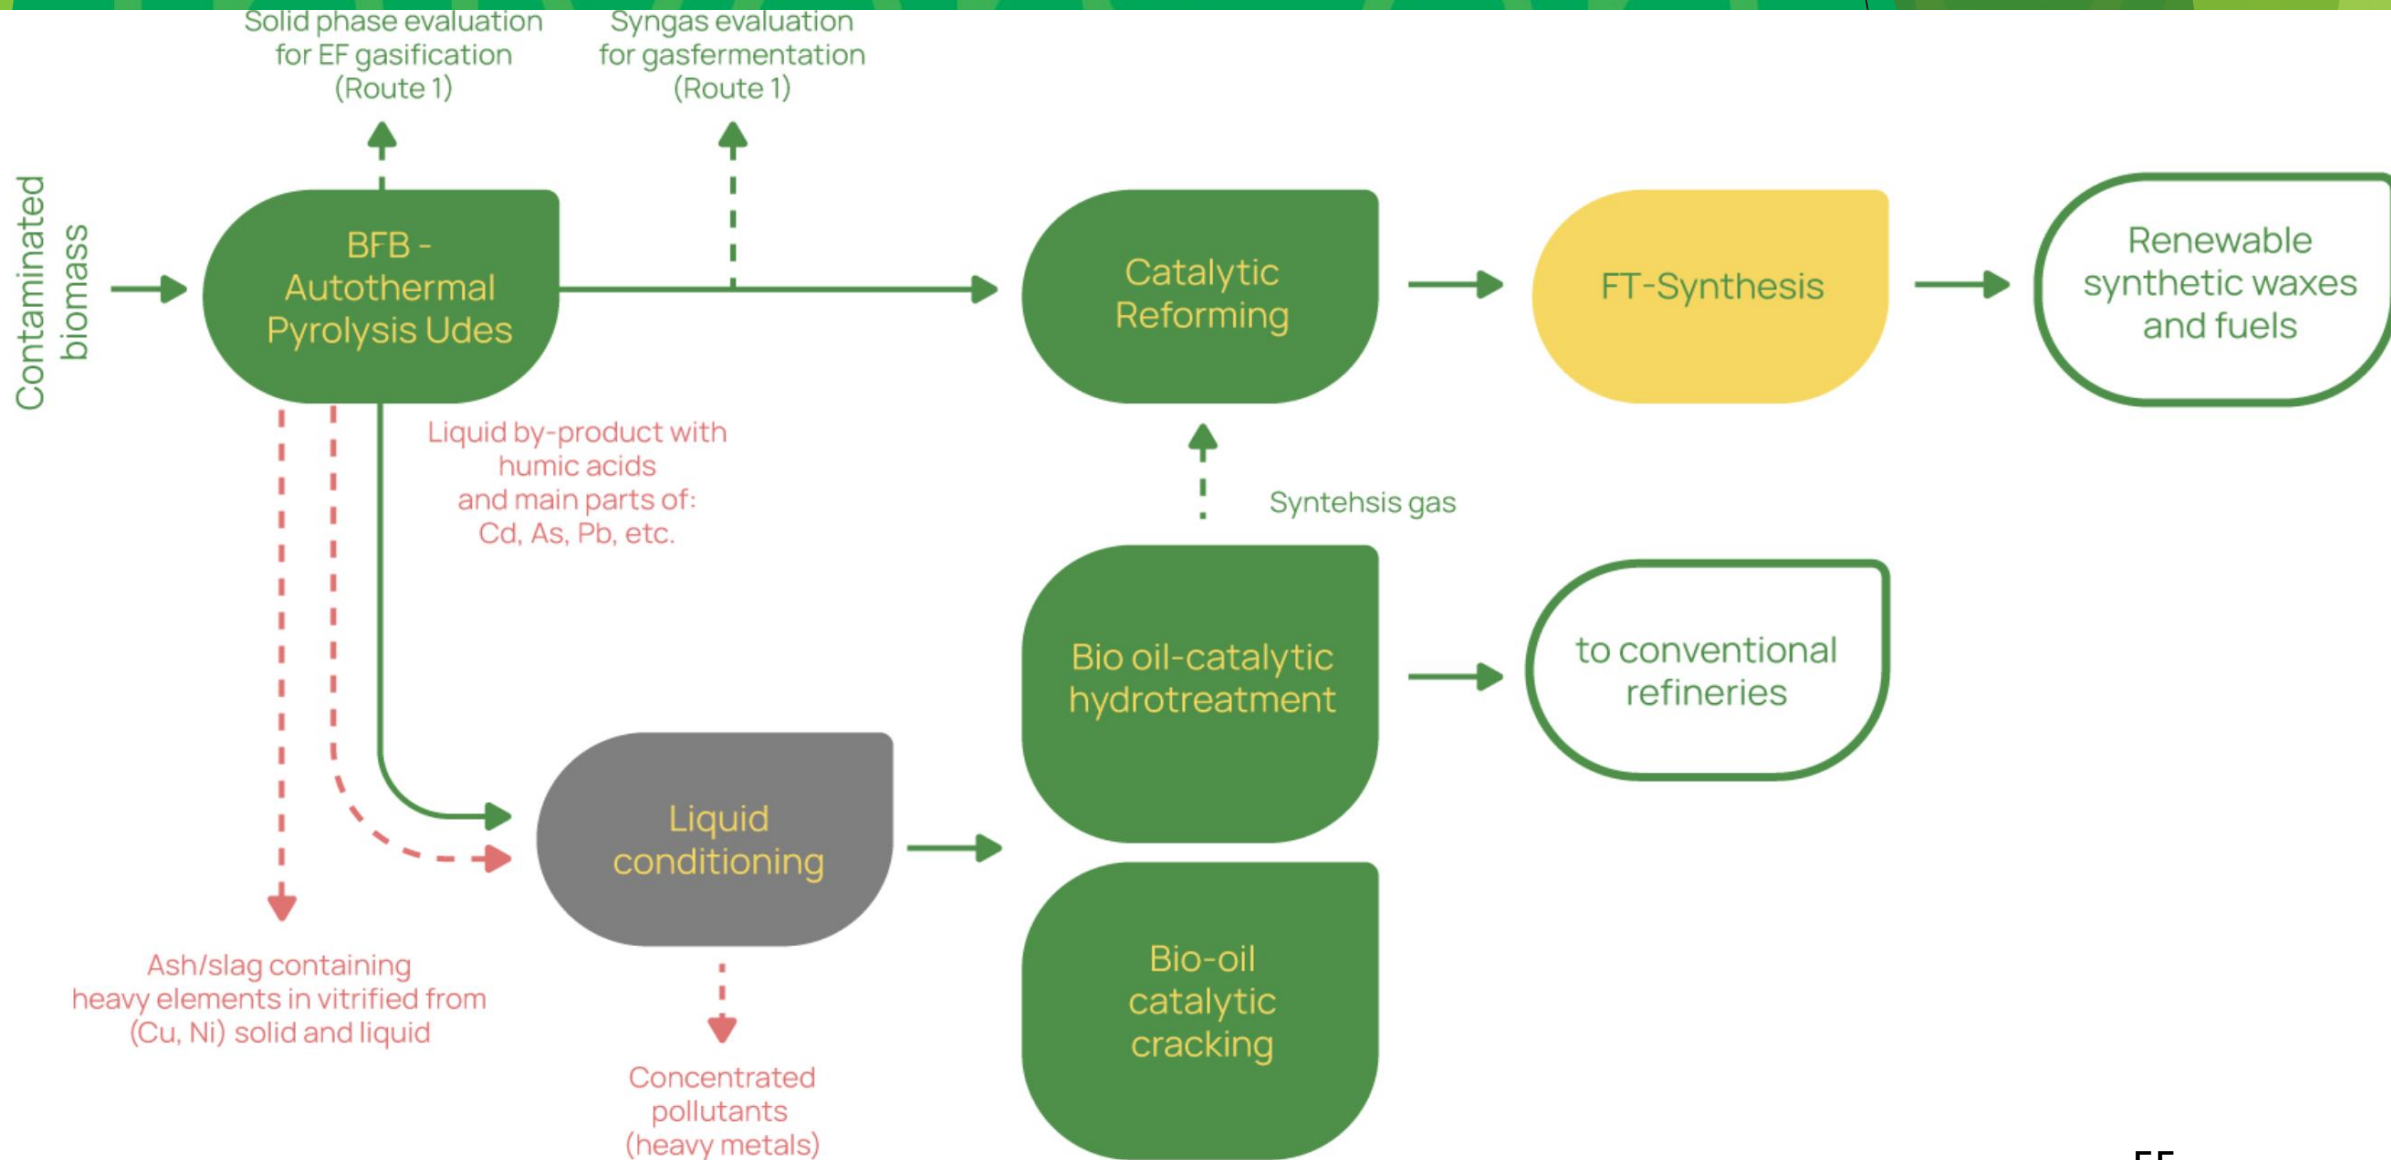 Solid phase evaluation
for EF gasification
(Route 1)
Syngas evaluation
for gasfermentation
(Route 1)
Contaminated
biomass
BFB -
Autothermal
Pyrolysis Udes
Catalytic
Reforming
FT-Synthesis
Renewable
synthetic waxes
and fuels
Liquid by-product with
humic acids
and main parts of:
Cd, As, Pb, etc.
Syntehsis gas
Bio oil-catalytic
hydrotreatment
to conventional
refineries
Liquid
conditioning
Bio-oil
catalytic
cracking
Ash/slag containing
heavy elements in vitrified from
(Cu, Ni) solid and liquid
Concentrated
pollutants
(heavy metals)
55